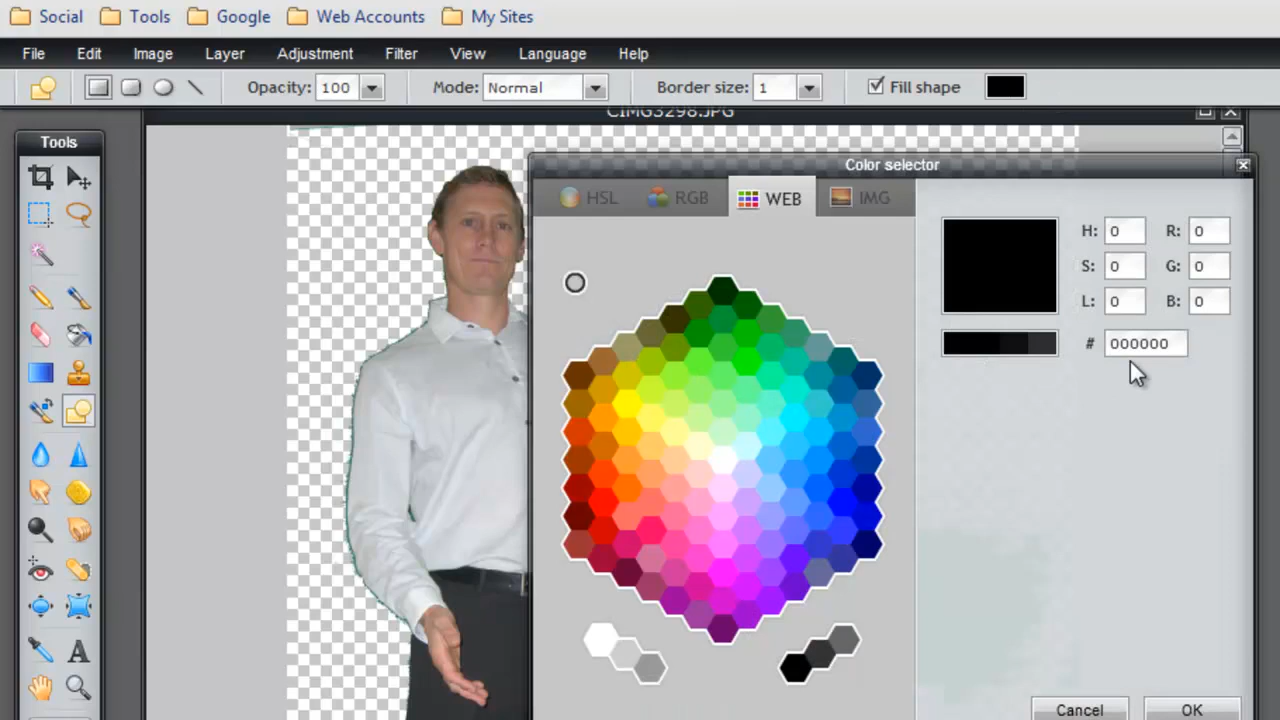 Social Tools Google Web Accounts My Sites
File Edit Image Layer Adjustment Filter View Language Help
Opacity: 100 Mode: Normal Border size: 1 Fill shape
CIMG3298.JPG
Tools
Color selector
HSL RGB WEB IMG
H: 0 R: 0
S: 0 G: 0
L: 0 B: 0
# 000000
A
Cancel OK